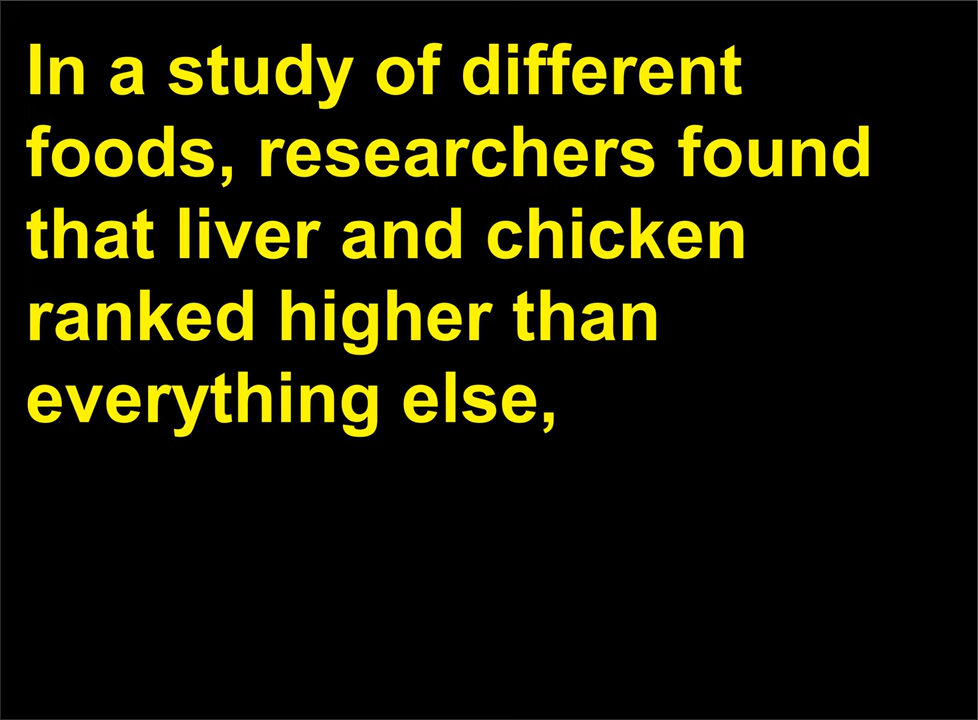 In a study of different
foods, researchers found
that liver and chicken
ranked higher than
everything else,